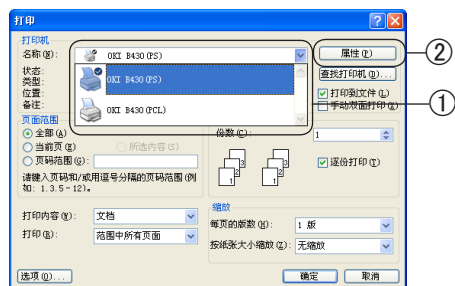 打印
打印机
名称(N):
OKI B430(PS)
属性(P)
②
状态:
OKI B430(PS)
查找打印机(D)...
类型:
位置:
打印到文件(L)
备注:
OKI B430(PCL)
手动双面打印(X)
①
页面范围
全部(A)
份数(C):
1
当前页(E)
所选内容(S)
页码范围(G):
逐份打印(T)
请键入页码和/或用逗号分隔的页码范围(例
如: 1,3,5-12)。
缩放
打印内容(W):
文档
每页的版数(H):
1 版
打印(R):
范围中所有页面
按纸张大小缩放(Z):
无缩放
选项(O)...
确定
取消